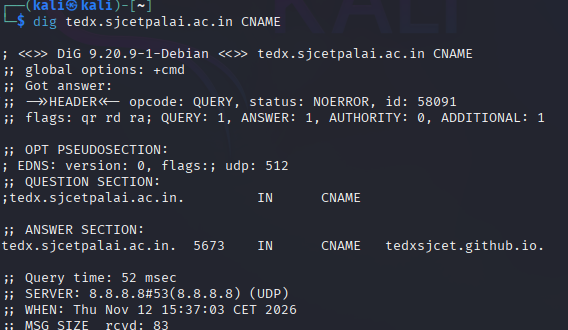 ┌──(kali㉿kali)-[~]
└─$ dig tedx.sjcetpalai.ac.in CNAME
; <<>> DiG 9.20.9-1-Debian <<>> tedx.sjcetpalai.ac.in CNAME
;; global options: +cmd
;; Got answer:
;; ->>HEADER<<- opcode: QUERY, status: NOERROR, id: 58091
;; flags: qr rd ra; QUERY: 1, ANSWER: 1, AUTHORITY: 0, ADDITIONAL: 1
;; OPT PSEUDOSECTION:
; EDNS: version: 0, flags:; udp: 512
;; QUESTION SECTION:
;tedx.sjcetpalai.ac.in. IN CNAME
;; ANSWER SECTION:
tedx.sjcetpalai.ac.in. 5673 IN CNAME tedxsjcet.github.io.
;; Query time: 52 msec
;; SERVER: 8.8.8.8#53(8.8.8.8) (UDP)
;; WHEN: Thu Nov 12 15:37:03 CET 2026
;; MSG SIZE rcvd: 83